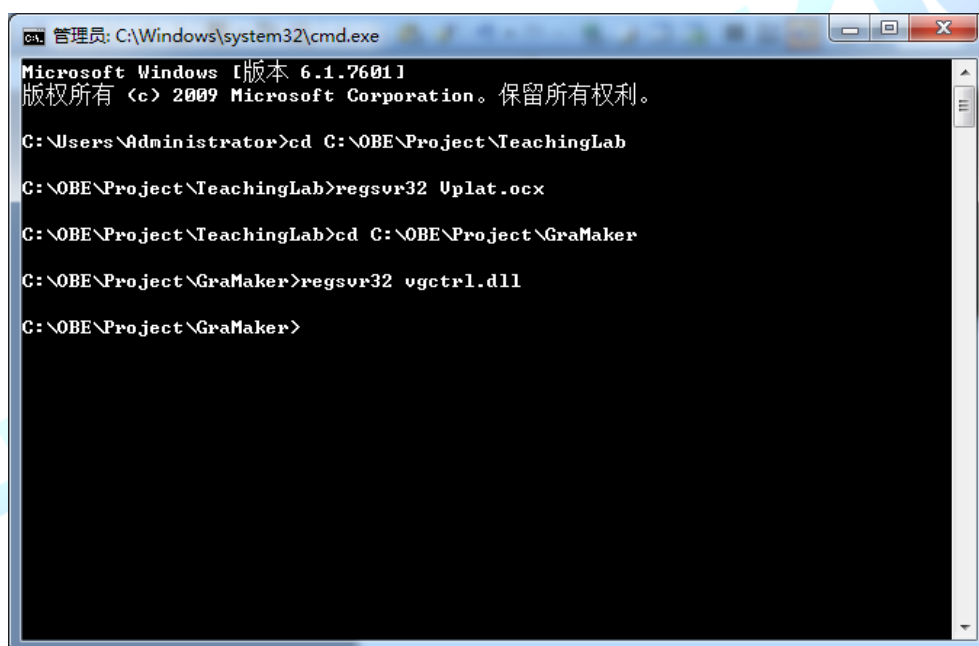 管理员: C:\Windows\system32\cmd.exe
Microsoft Windows [版本 6.1.7601]
版权所有 (c) 2009 Microsoft Corporation。保留所有权利。
C:\Users\Administrator>cd C:\OBE\Project\TeachingLab
C:\OBE\Project\TeachingLab>regsvr32 Vplat.ocx
C:\OBE\Project\TeachingLab>cd C:\OBE\Project\GraMaker
C:\OBE\Project\GraMaker>regsvr32 vgctrl.dll
C:\OBE\Project\GraMaker>